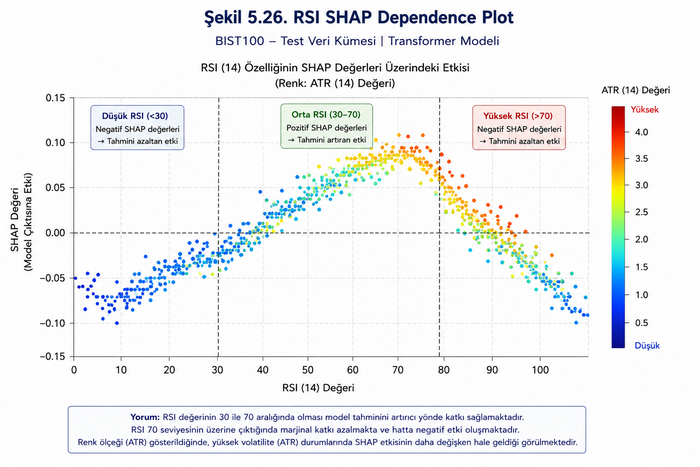 Şekil 5.26. RSI SHAP Dependence Plot
BIST100 – Test Veri Kümesi | Transformer Modeli
RSI (14) Özelliğinin SHAP Değerleri Üzerindeki Etkisi
(Renk: ATR (14) Değeri)
ATR (14) Değeri
Düşük RSI (<30)
Negatif SHAP değerleri
→ Tahmini azaltan etki
Orta RSI (30–70)
Pozitif SHAP değerleri
→ Tahmini artıran etki
Yüksek RSI (>70)
Negatif SHAP değerleri
→ Tahmini azaltan etki
Yüksek
4.0
3.5
3.0
2.5
2.0
1.5
1.0
0.5
Düşük
SHAP Değeri
(Model Çıktısına Etki)
0.15
0.10
0.05
0.00
−0.05
−0.10
−0.15
0 10 20 30 40 50 60 70 80 90 100
RSI (14) Değeri
Yorum: RSI değerinin 30 ile 70 aralığında olması model tahminini artırıcı yönde katkı sağlamaktadır.
RSI 70 seviyesinin üzerine çıktığında marjinal katkı azalmakta ve hatta negatif etki oluşmaktadır.
Renk ölçeği (ATR) gösterildiğinde, yüksek volatilite (ATR) durumlarında SHAP etkisinin daha değişken hale geldiği görülmektedir.